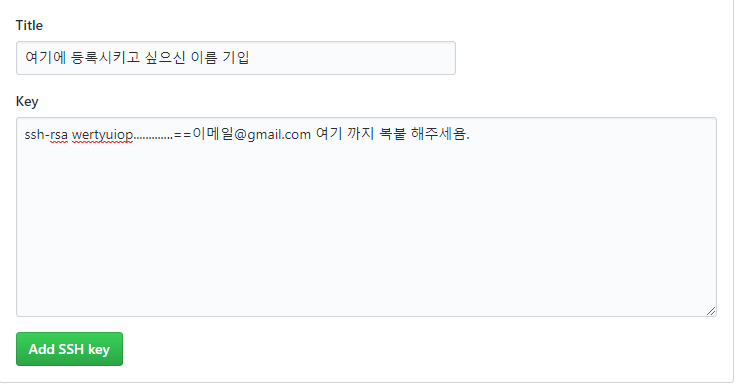 Title
여기에 등록시키고 싶으신 이름 기입
Key
ssh-rsa wertyuiop.............==이메일@gmail.com 여기 까지 복붙 해주세욤.
Add SSH key